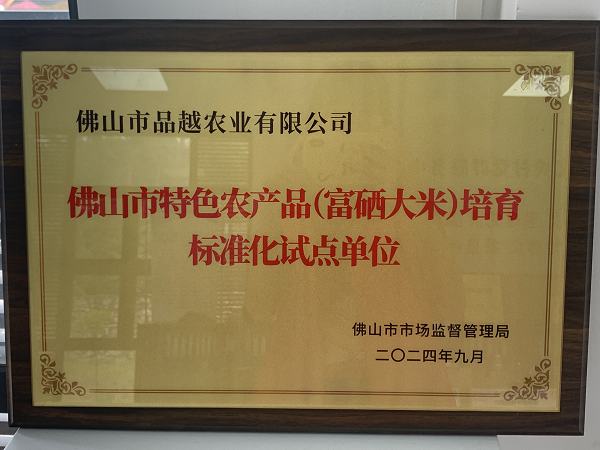 佛山市品越农业有限公司
佛山市特色农产品(富硒大米)培育
标准化试点单位
佛山市市场监督管理局
二〇二四年九月